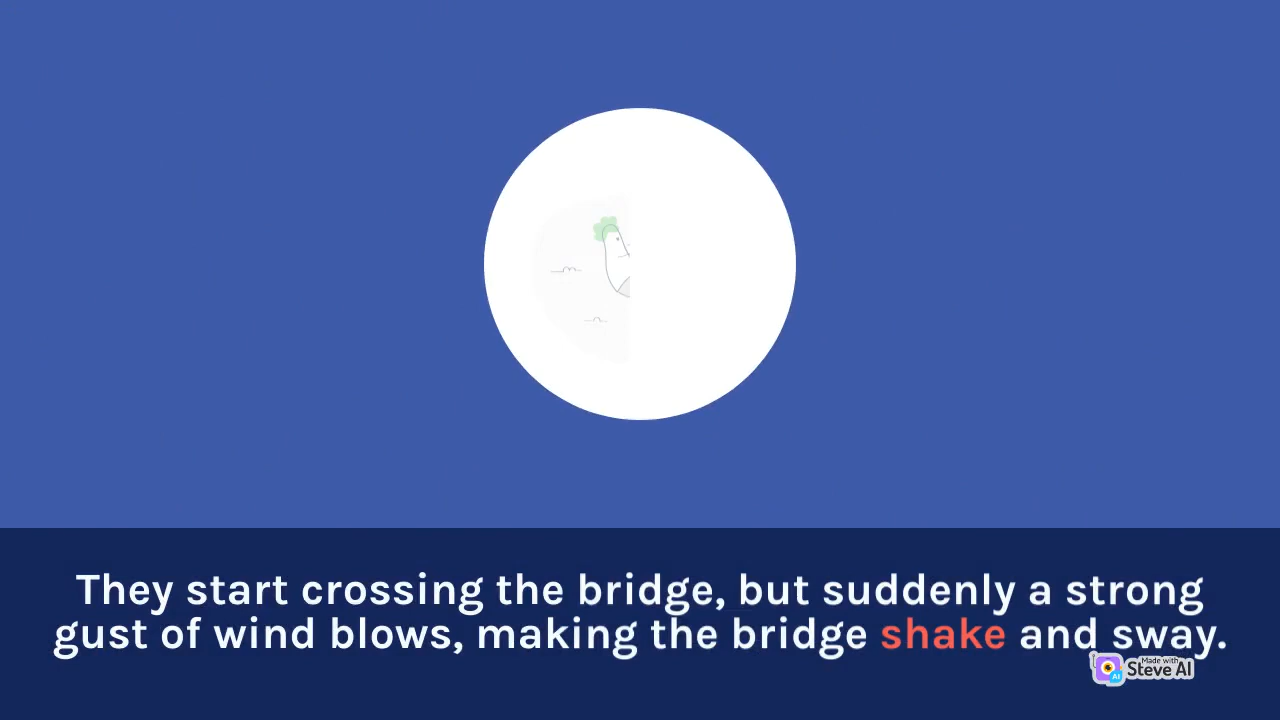 They start crossing the bridge, but suddenly a strong
gust of wind blows, making the bridge shake and sway.
Made with
Steve AI
AI